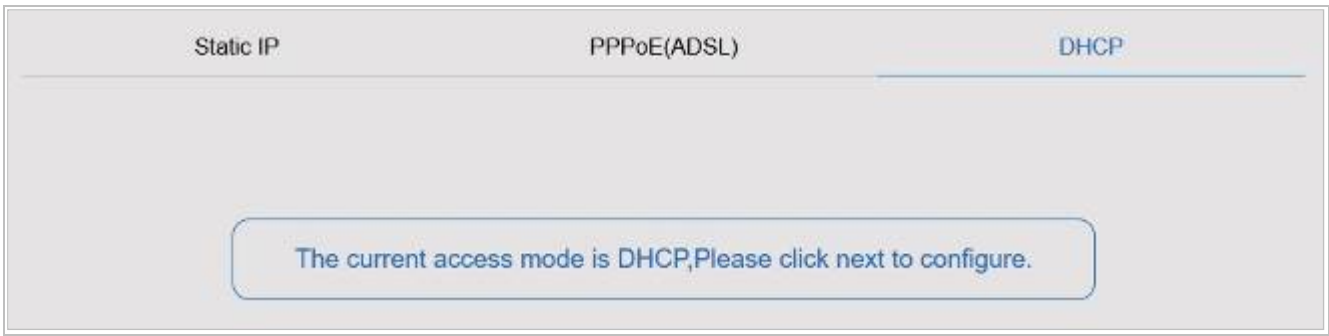 Static IP PPPoE(ADSL) DHCP
The current access mode is DHCP,Please click next to configure.